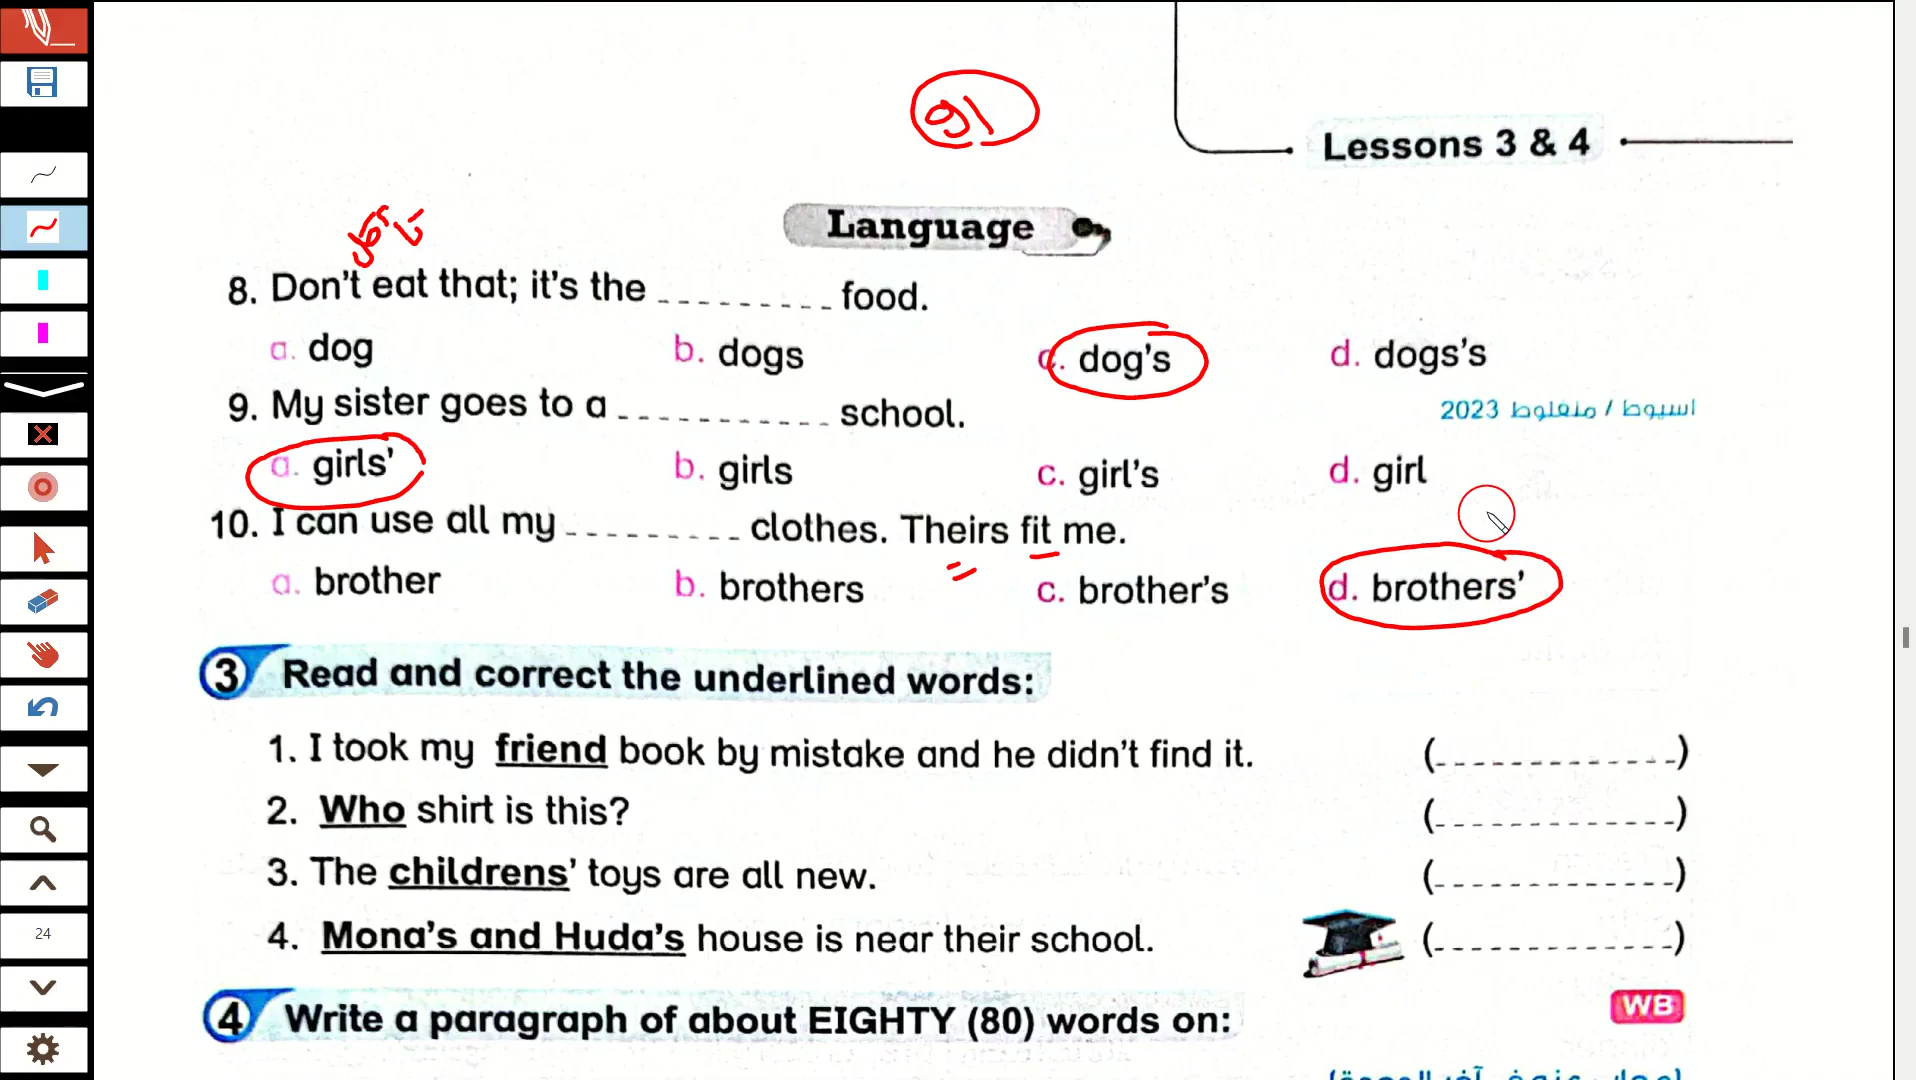 Lessons 3 & 4
Language
8. Don't eat that; it's the _ _ _ _ _ _ _ _ _ food.
a. dog b. dogs c. dog's d. dogs's
9. My sister goes to a _ _ _ _ _ _ _ _ _ _ _ school.
اسيوط / منفلوط 2023
a. girls' b. girls c. girl's d. girl
10. I can use all my _ _ _ _ _ _ _ _ _ clothes. Theirs fit me.
a. brother b. brothers c. brother's d. brothers'
3 Read and correct the underlined words:
1. I took my friend book by mistake and he didn't find it. (_ _ _ _ _ _ _ _ _ _ _ _ _)
2. Who shirt is this? (_ _ _ _ _ _ _ _ _ _ _ _ _)
3. The childrens' toys are all new. (_ _ _ _ _ _ _ _ _ _ _ _ _)
4. Mona's and Huda's house is near their school. (_ _ _ _ _ _ _ _ _ _ _ _ _)
WB
4 Write a paragraph of about EIGHTY (80) words on:
24